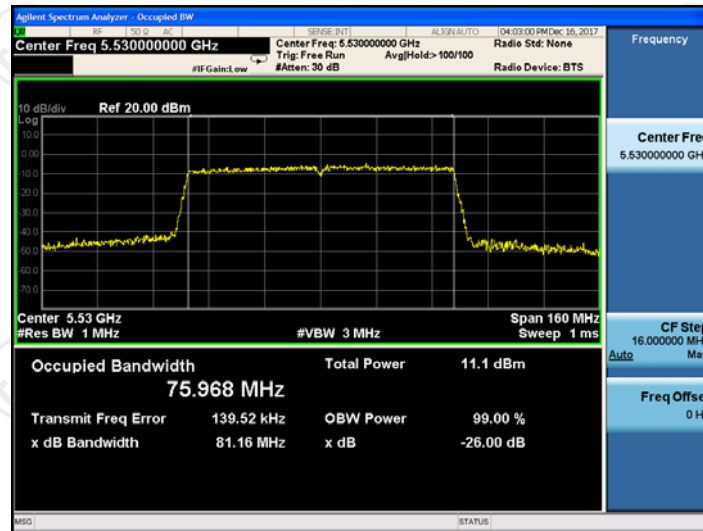 Agilent Spectrum Analyzer - Occupied BW
RF 50 Ω AC SENSE:INT ALIGNAUTO 04:03:00 PM Dec 16, 2017
Center Freq 5.530000000 GHz
Center Freq: 5.530000000 GHz
Radio Std: None
Trig: Free Run Avg|Hold:>100/100
#IFGain:Low
#Atten: 30 dB
Radio Device: BTS
Frequency
10 dB/div Ref 20.00 dBm
Log
10.0
0.00
-10.0
-20.0
-30.0
-40.0
-50.0
-60.0
-70.0
Center Fre
5.530000000 GH
Center 5.53 GHz Span 160 MHz
#Res BW 1 MHz #VBW 3 MHz Sweep 1 ms
CF Ste
16.000000 MH
Auto Ma
Occupied Bandwidth Total Power 11.1 dBm
75.968 MHz
Transmit Freq Error 139.52 kHz OBW Power 99.00 %
x dB Bandwidth 81.16 MHz x dB -26.00 dB
Freq Offse
0 H
MSG STATUS